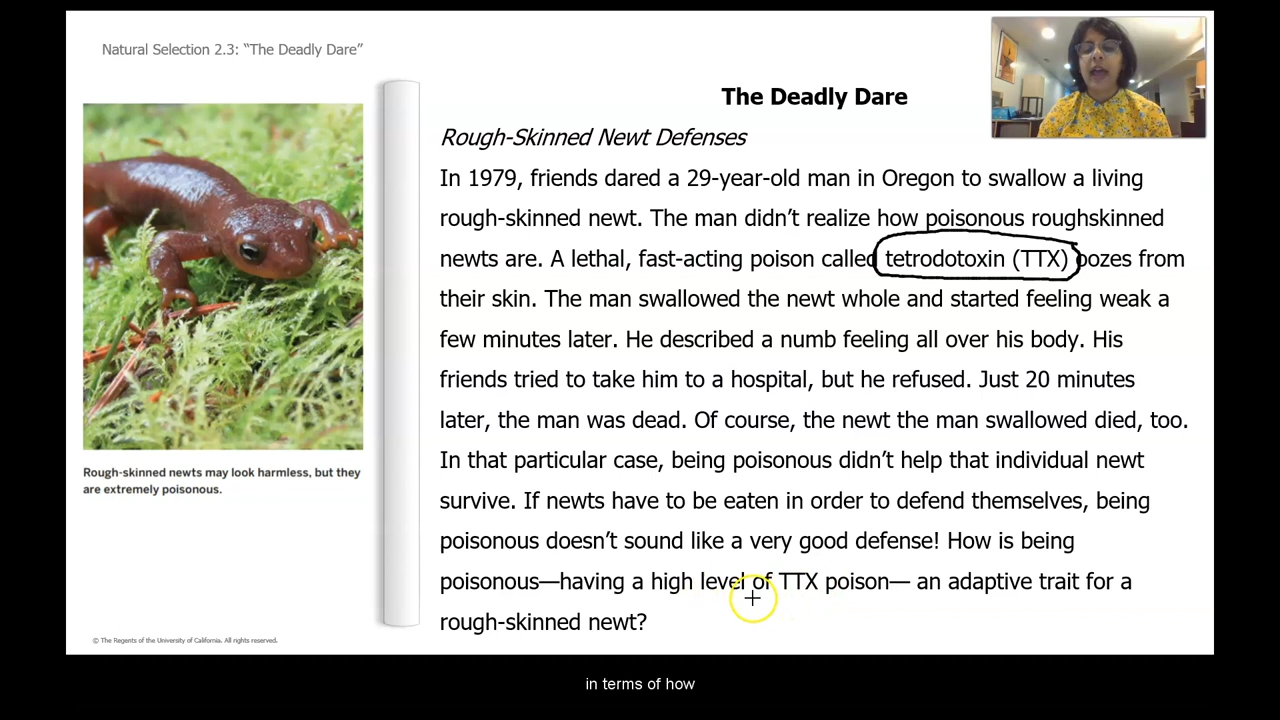 Natural Selection 2.3: “The Deadly Dare”
The Deadly Dare
Rough-Skinned Newt Defenses
In 1979, friends dared a 29-year-old man in Oregon to swallow a living
rough-skinned newt. The man didn’t realize how poisonous roughskinned
newts are. A lethal, fast-acting poison called tetrodotoxin (TTX) oozes from
their skin. The man swallowed the newt whole and started feeling weak a
few minutes later. He described a numb feeling all over his body. His
friends tried to take him to a hospital, but he refused. Just 20 minutes
later, the man was dead. Of course, the newt the man swallowed died, too.
In that particular case, being poisonous didn’t help that individual newt
survive. If newts have to be eaten in order to defend themselves, being
poisonous doesn’t sound like a very good defense! How is being
poisonous—having a high level of TTX poison— an adaptive trait for a
rough-skinned newt?
Rough-skinned newts may look harmless, but they
are extremely poisonous.
© The Regents of the University of California. All rights reserved.
in terms of how